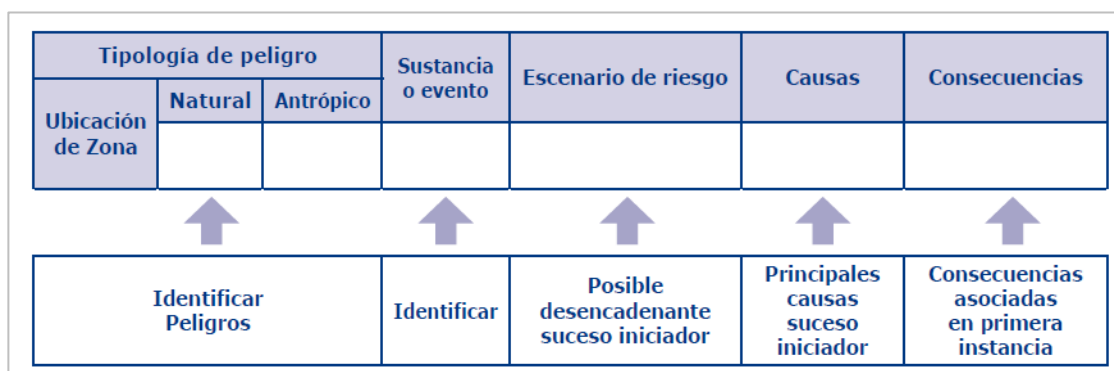 Tipología de peligro
Sustancia
o evento
Escenario de riesgo
Causas
Consecuencias
Ubicación
de Zona
Natural
Antrópico
Identificar
Peligros
Identificar
Posible
desencadenante
suceso iniciador
Principales
causas
suceso
iniciador
Consecuencias
asociadas
en primera
instancia